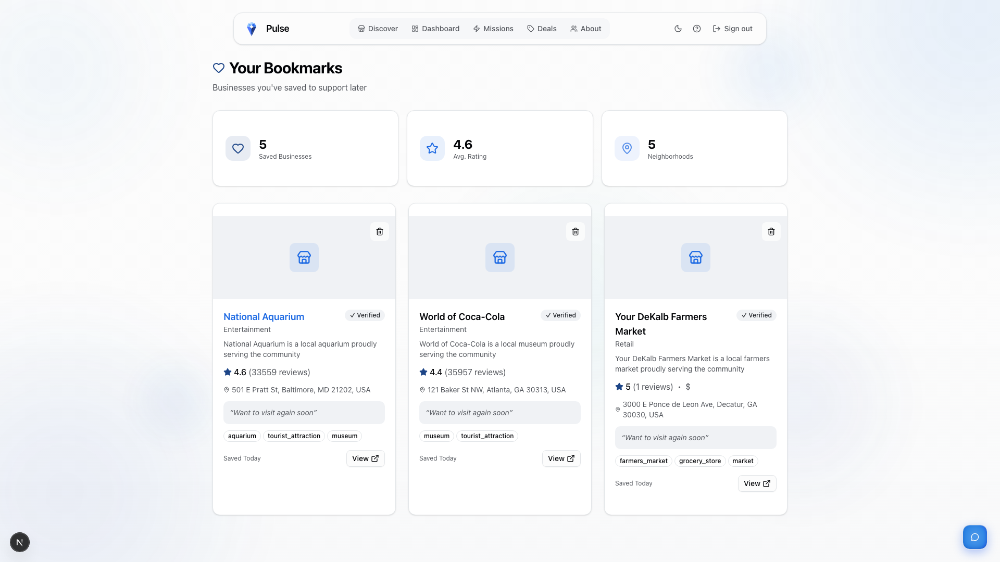 Pulse
Discover
Dashboard
Missions
Deals
About
Sign out
Your Bookmarks
Businesses you've saved to support later
5
Saved Businesses
4.6
Avg. Rating
5
Neighborhoods
National Aquarium
✓ Verified
Entertainment
National Aquarium is a local aquarium proudly
serving the community
4.6 (33559 reviews)
501 E Pratt St, Baltimore, MD 21202, USA
“Want to visit again soon”
aquarium
tourist_attraction
museum
Saved Today
View
World of Coca-Cola
✓ Verified
Entertainment
World of Coca-Cola is a local museum proudly
serving the community
4.4 (35957 reviews)
121 Baker St NW, Atlanta, GA 30313, USA
“Want to visit again soon”
museum
tourist_attraction
Saved Today
View
Your DeKalb Farmers
Market
✓ Verified
Retail
Your DeKalb Farmers Market is a local farmers
market proudly serving the community
5 (1 reviews) • $
3000 E Ponce de Leon Ave, Decatur, GA
30030, USA
“Want to visit again soon”
farmers_market
grocery_store
market
Saved Today
View
N